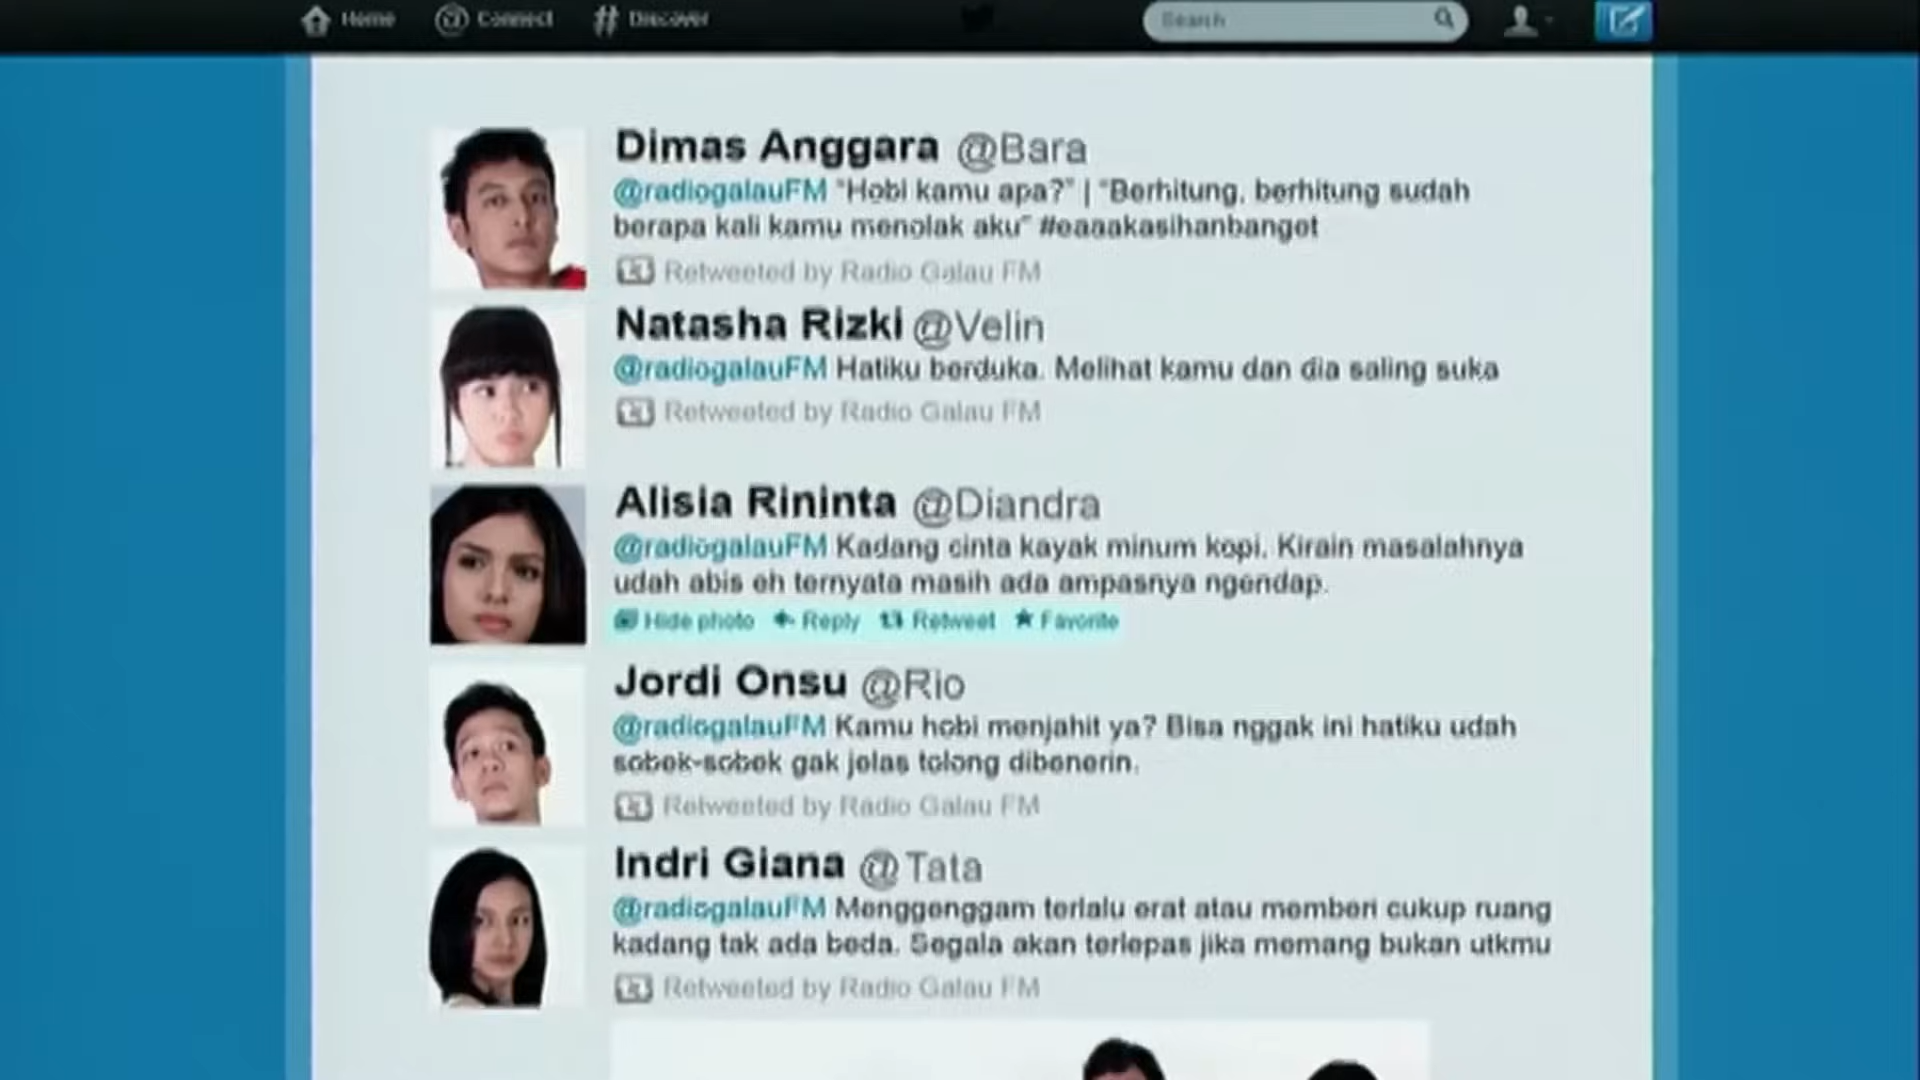 Home Connect Discover Search
Dimas Anggara @Bara
@radiogalauFM "Hobi kamu apa?" | "Berhitung, berhitung sudah
berapa kali kamu menolak aku" #eaaakasihanbanget
Retweeted by Radio Galau FM
Natasha Rizki @Velin
@radiogalauFM Hatiku berduka. Melihat kamu dan dia saling suka
Retweeted by Radio Galau FM
Alisia Rininta @Diandra
@radiogalauFM Kadang cinta kayak minum kopi. Kirain masalahnya
udah abis eh ternyata masih ada ampasnya ngendap.
Hide photo Reply Retweet Favorite
Jordi Onsu @Rio
@radiogalauFM Kamu hobi menjahit ya? Bisa nggak ini hatiku udah
sobek-sobek gak jelas tolong dibenerin.
Retweeted by Radio Galau FM
Indri Giana @Tata
@radiogalauFM Menggenggam terlalu erat atau memberi cukup ruang
kadang tak ada beda. Segala akan terlepas jika memang bukan utkmu
Retweeted by Radio Galau FM